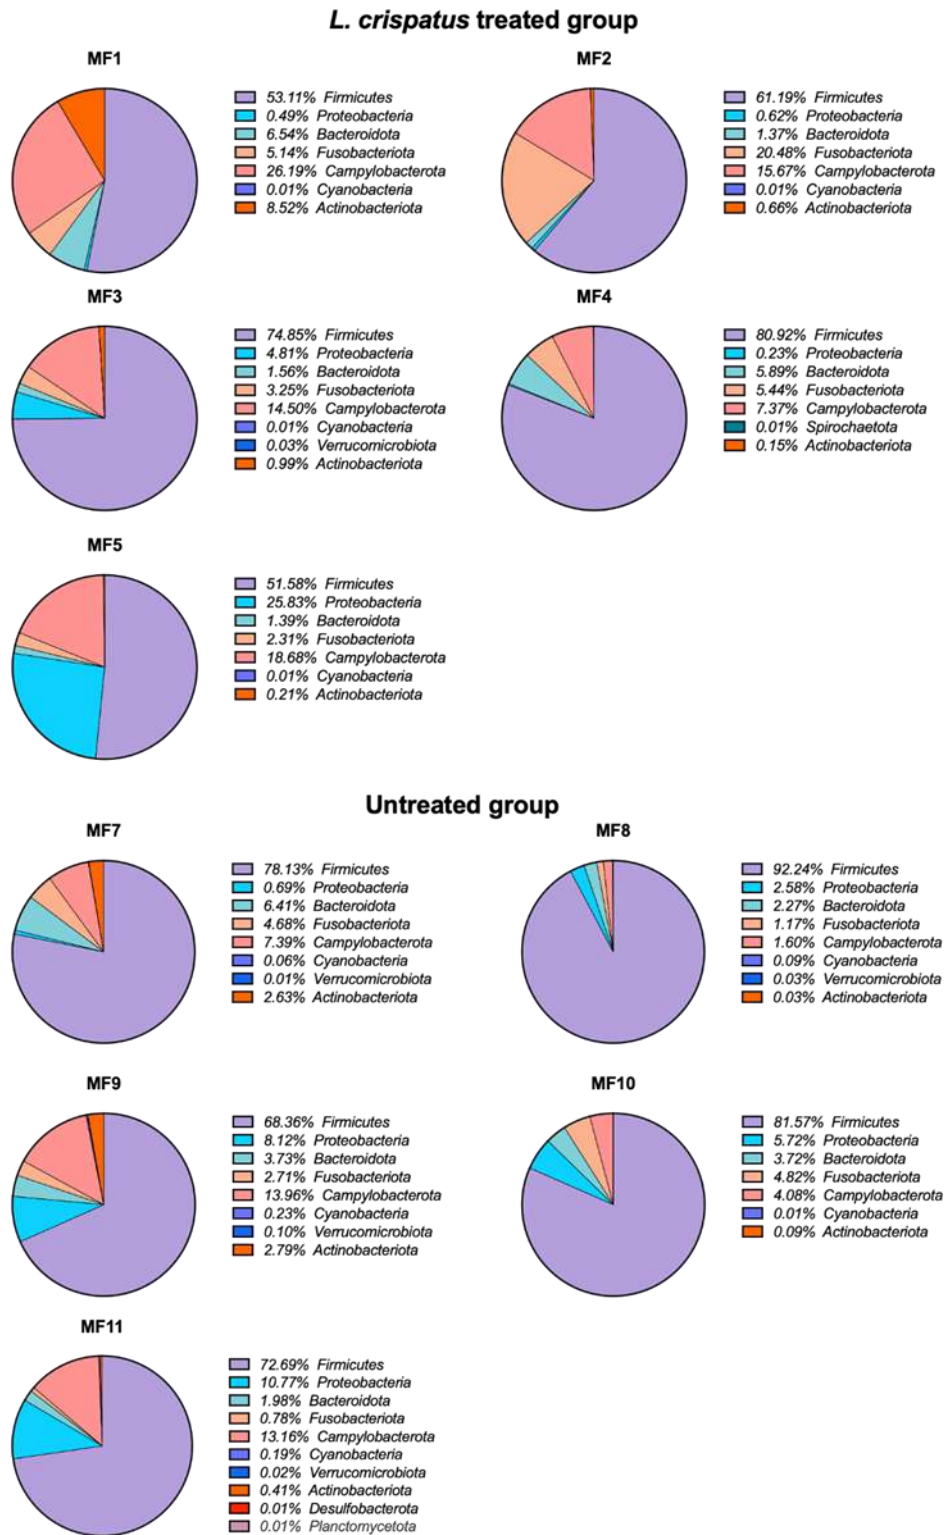 L. crispatus treated group
MF1
53.11% Firmicutes
0.49% Proteobacteria
6.54% Bacteroidota
5.14% Fusobacteriota
26.19% Campylobacterota
0.01% Cyanobacteria
8.52% Actinobacteriota
MF2
61.19% Firmicutes
0.62% Proteobacteria
1.37% Bacteroidota
20.48% Fusobacteriota
15.67% Campylobacterota
0.01% Cyanobacteria
0.66% Actinobacteriota
MF3
74.85% Firmicutes
4.81% Proteobacteria
1.56% Bacteroidota
3.25% Fusobacteriota
14.50% Campylobacterota
0.01% Cyanobacteria
0.03% Verrucomicrobiota
0.99% Actinobacteriota
MF4
80.92% Firmicutes
0.23% Proteobacteria
5.89% Bacteroidota
5.44% Fusobacteriota
7.37% Campylobacterota
0.01% Spirochaetota
0.15% Actinobacteriota
MF5
51.58% Firmicutes
25.83% Proteobacteria
1.39% Bacteroidota
2.31% Fusobacteriota
18.68% Campylobacterota
0.01% Cyanobacteria
0.21% Actinobacteriota
Untreated group
MF7
78.13% Firmicutes
0.69% Proteobacteria
6.41% Bacteroidota
4.68% Fusobacteriota
7.39% Campylobacterota
0.06% Cyanobacteria
0.01% Verrucomicrobiota
2.63% Actinobacteriota
MF8
92.24% Firmicutes
2.58% Proteobacteria
2.27% Bacteroidota
1.17% Fusobacteriota
1.60% Campylobacterota
0.09% Cyanobacteria
0.03% Verrucomicrobiota
0.03% Actinobacteriota
MF9
68.36% Firmicutes
8.12% Proteobacteria
3.73% Bacteroidota
2.71% Fusobacteriota
13.96% Campylobacterota
0.23% Cyanobacteria
0.10% Verrucomicrobiota
2.79% Actinobacteriota
MF10
81.57% Firmicutes
5.72% Proteobacteria
3.72% Bacteroidota
4.82% Fusobacteriota
4.08% Campylobacterota
0.01% Cyanobacteria
0.09% Actinobacteriota
MF11
72.69% Firmicutes
10.77% Proteobacteria
1.98% Bacteroidota
0.78% Fusobacteriota
13.16% Campylobacterota
0.19% Cyanobacteria
0.02% Verrucomicrobiota
0.41% Actinobacteriota
0.01% Desulfobacterota
0.01% Planctomycetota